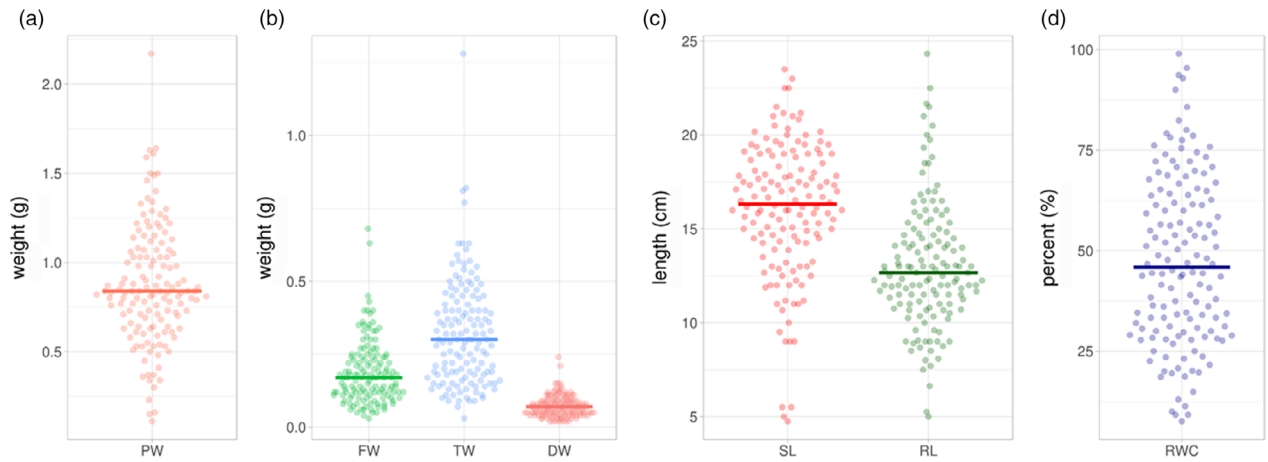 (a)
(b)
(c)
(d)
weight (g)
2.0
1.5
1.0
0.5
PW
weight (g)
1.0
0.5
0.0
FW TW DW
length (cm)
25
20
15
10
5
SL RL
percent (%)
100
75
50
25
RWC